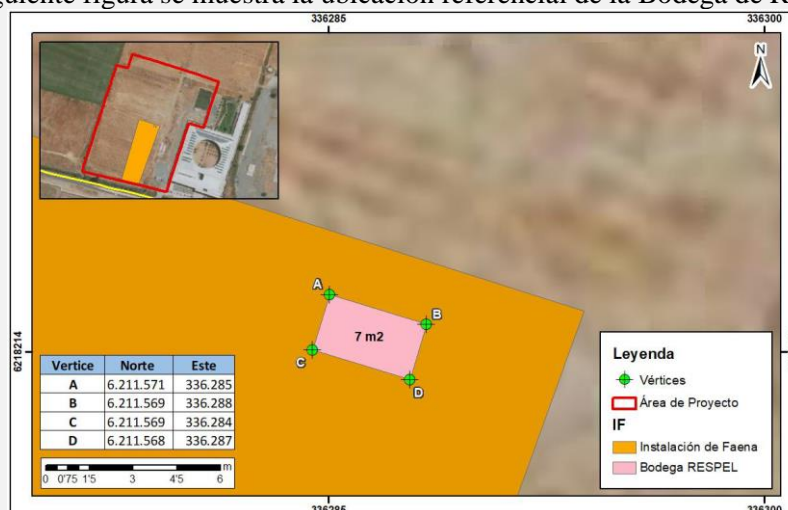 guiente figura se muestra la ubicación referencial de la Bodega de R
336285 336300
N
A
B
7 m2
C
D
6218214
Vertice Norte Este
A 6.211.571 336.285
B 6.211.569 336.288
C 6.211.569 336.284
D 6.211.568 336.287
m
0 0'75 1'5 3 4'5 6
Leyenda
Vértices
Área de Proyecto
IF
Instalación de Faena
Bodega RESPEL
336285 336300